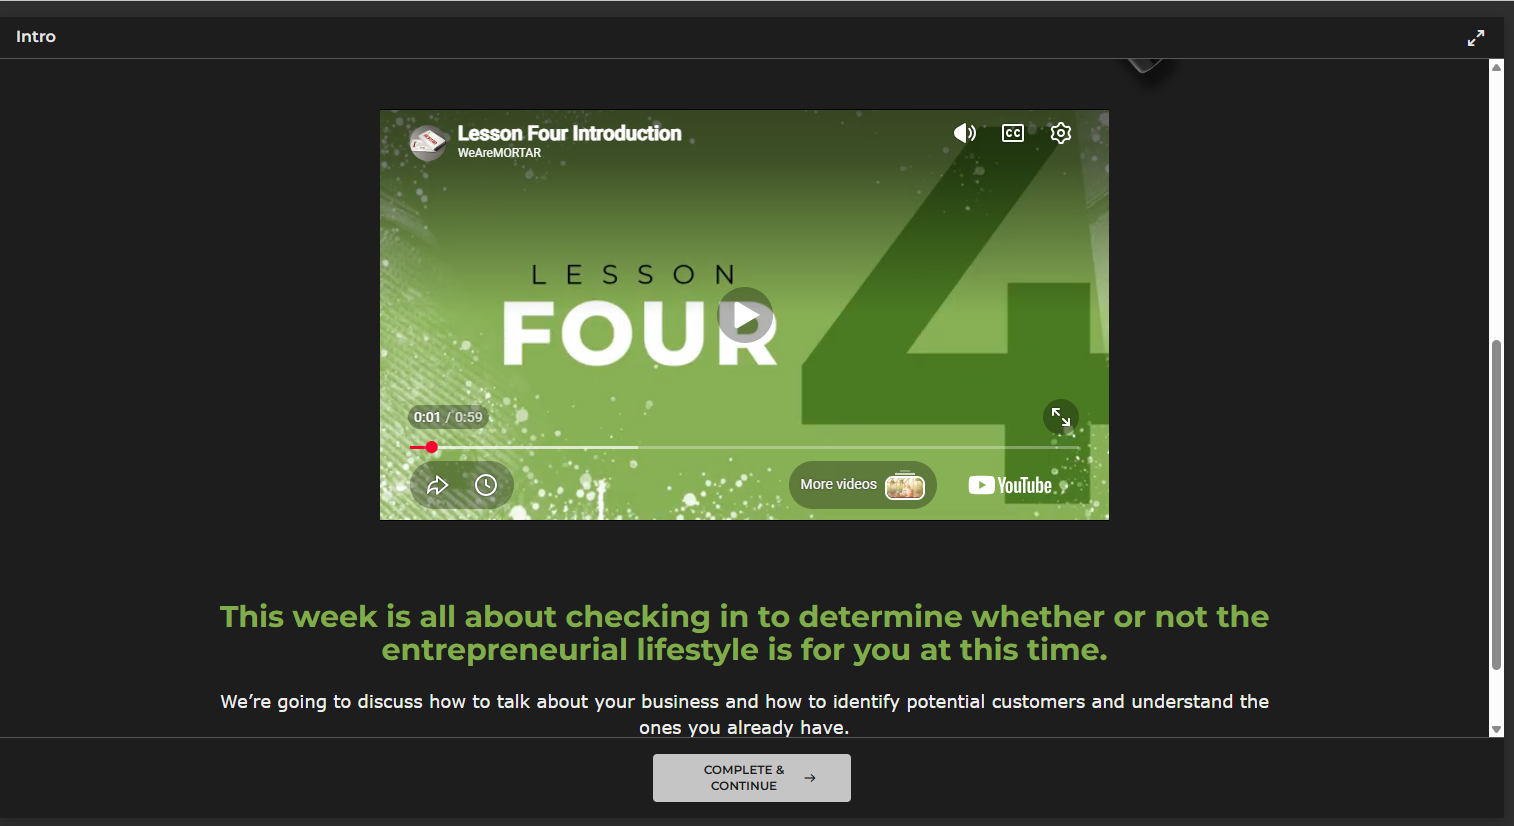 Intro
Lesson Four Introduction
WeAreMORTAR
CC
LESSON
FOUR
4
0:01 / 0:59
More videos
YouTube
This week is all about checking in to determine whether or not the
entrepreneurial lifestyle is for you at this time.
We’re going to discuss how to talk about your business and how to identify potential customers and understand the
ones you already have.
COMPLETE &
CONTINUE